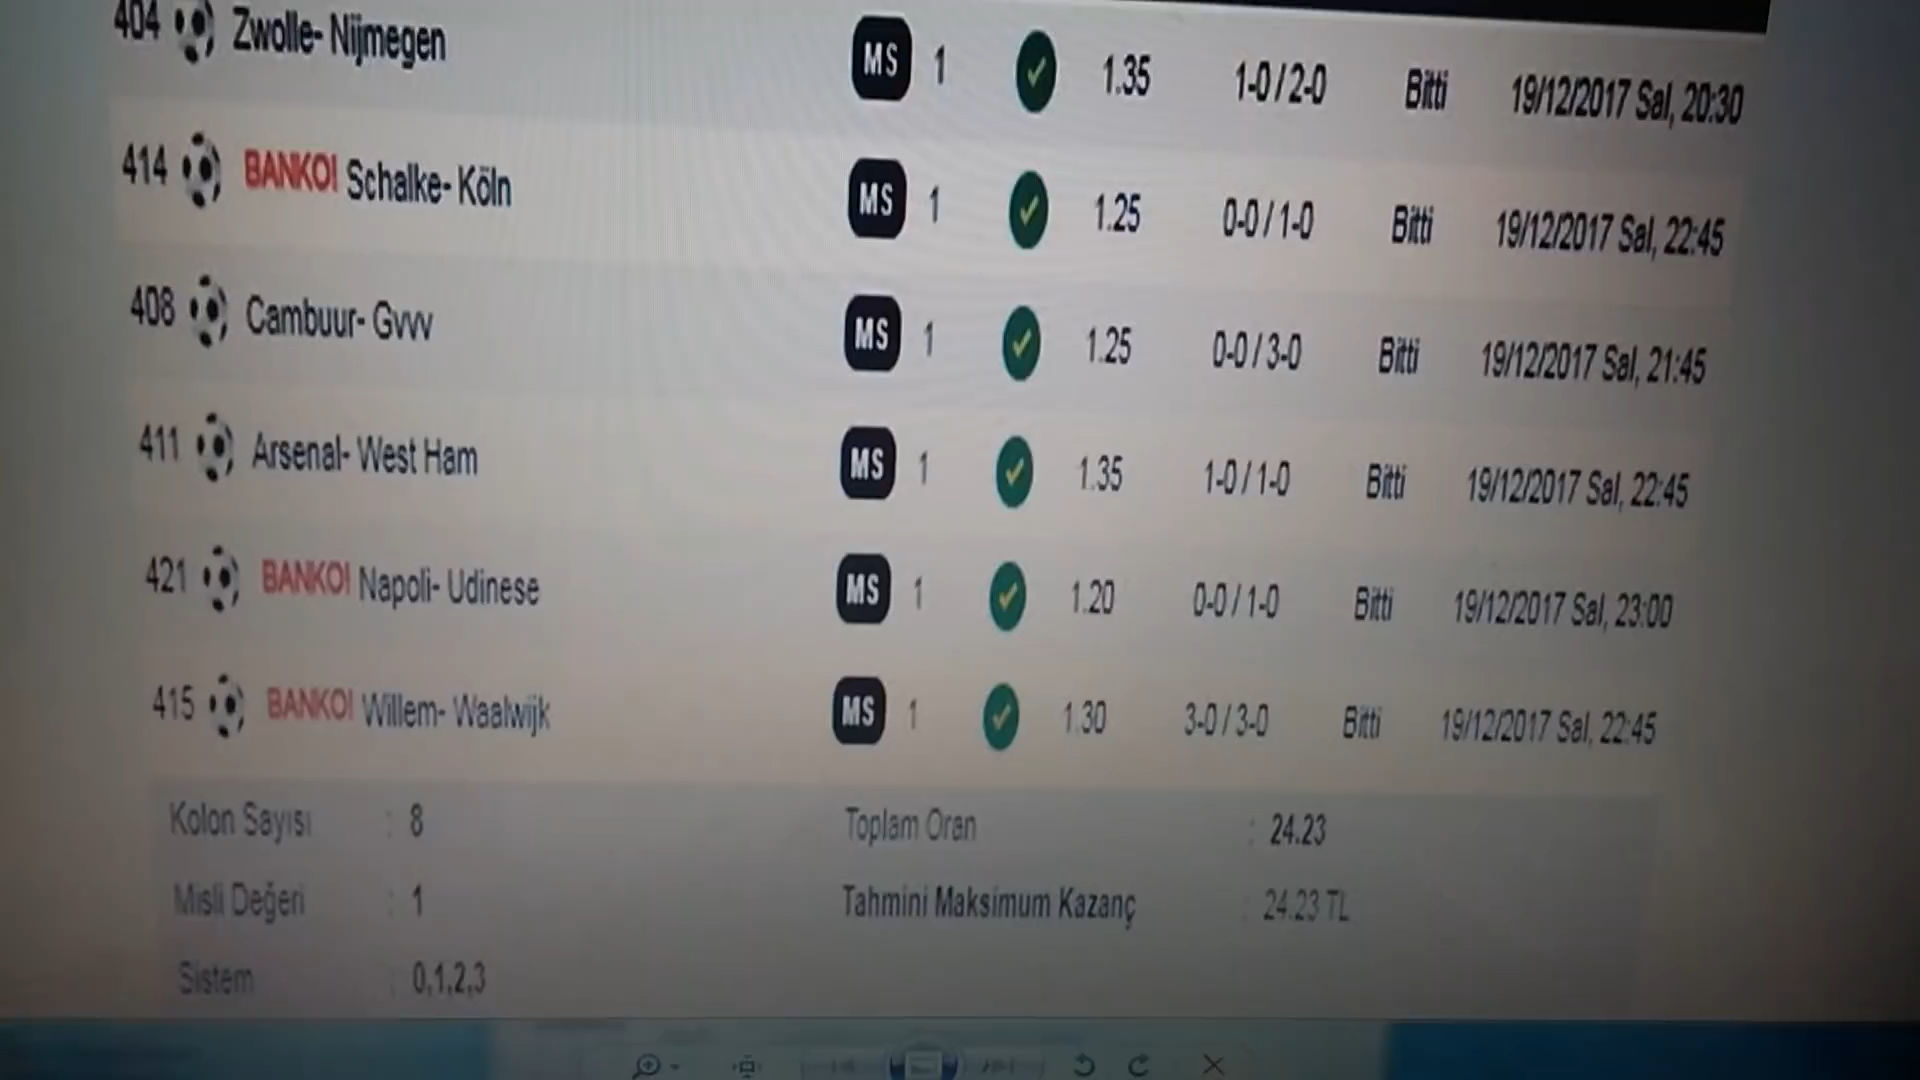 404 Zwolle- Nijmegen MS 1 1.35 1-0 / 2-0 Bitti 19/12/2017 Sal, 20:30
414 BANKO! Schalke- Köln MS 1 1.25 0-0 / 1-0 Bitti 19/12/2017 Sal, 22:45
408 Cambuur- Gvvv MS 1 1.25 0-0 / 3-0 Bitti 19/12/2017 Sal, 21:45
411 Arsenal- West Ham MS 1 1.35 1-0 / 1-0 Bitti 19/12/2017 Sal, 22:45
421 BANKO! Napoli- Udinese MS 1 1.20 0-0 / 1-0 Bitti 19/12/2017 Sal, 23:00
415 BANKO! Willem- Waalwijk MS 1 1.30 3-0 / 3-0 Bitti 19/12/2017 Sal, 22:45
Kolon Sayısı : 8 Toplam Oran : 24.23
Misli Değeri : 1 Tahmini Maksimum Kazanç : 24.23 TL
Sistem : 0,1,2,3